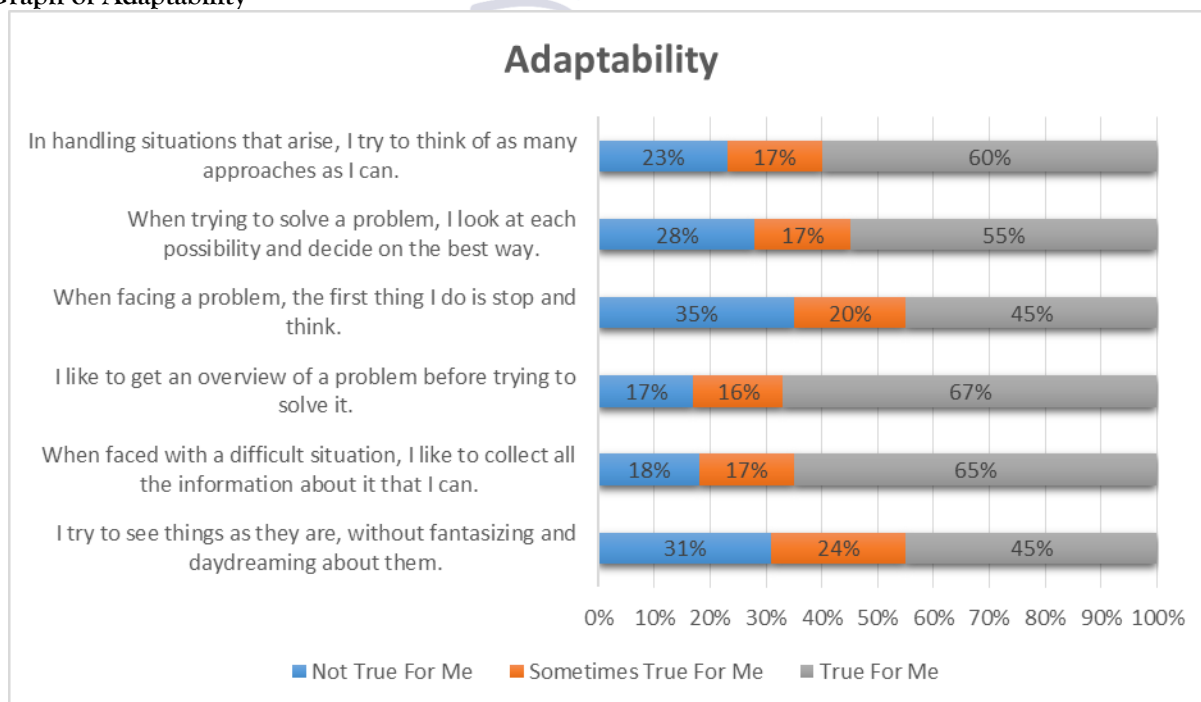 Graph of Adaptability
Adaptability
In handling situations that arise, I try to think of as many
approaches as I can.
23% 17% 60%
When trying to solve a problem, I look at each
possibility and decide on the best way.
28% 17% 55%
When facing a problem, the first thing I do is stop and
think.
35% 20% 45%
I like to get an overview of a problem before trying to
solve it.
17% 16% 67%
When faced with a difficult situation, I like to collect all
the information about it that I can.
18% 17% 65%
I try to see things as they are, without fantasizing and
daydreaming about them.
31% 24% 45%
0% 10% 20% 30% 40% 50% 60% 70% 80% 90% 100%
Not True For Me Sometimes True For Me True For Me